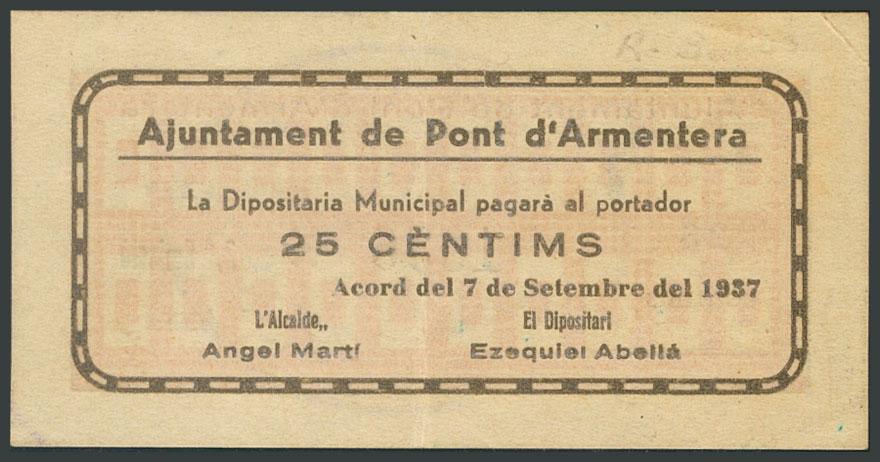 Ajuntament de Pont d'Armentera
La Dipositaria Municipal pagarà al portador
25 CÈNTIMS
Acord del 7 de Setembre del 1937
L'Alcalde,,
El Dipositari
Angel Martí
Ezequiel Abellá